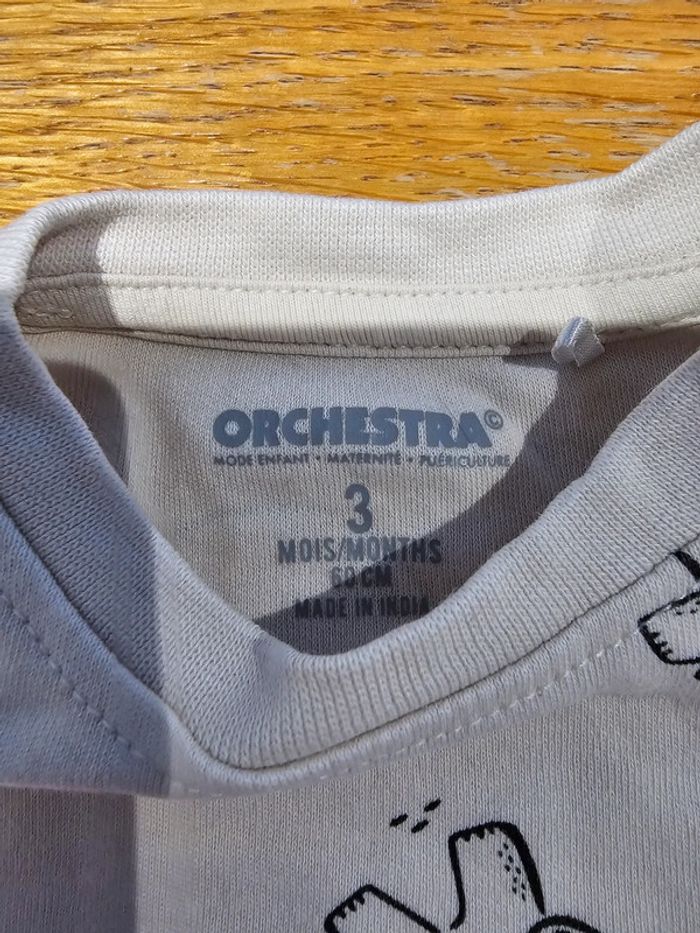 ORCHESTRA©
MODE ENFANT • MATERNITÉ • PUÉRICULTURE
3
MOIS/MONTHS
60 CM
MADE IN INDIA